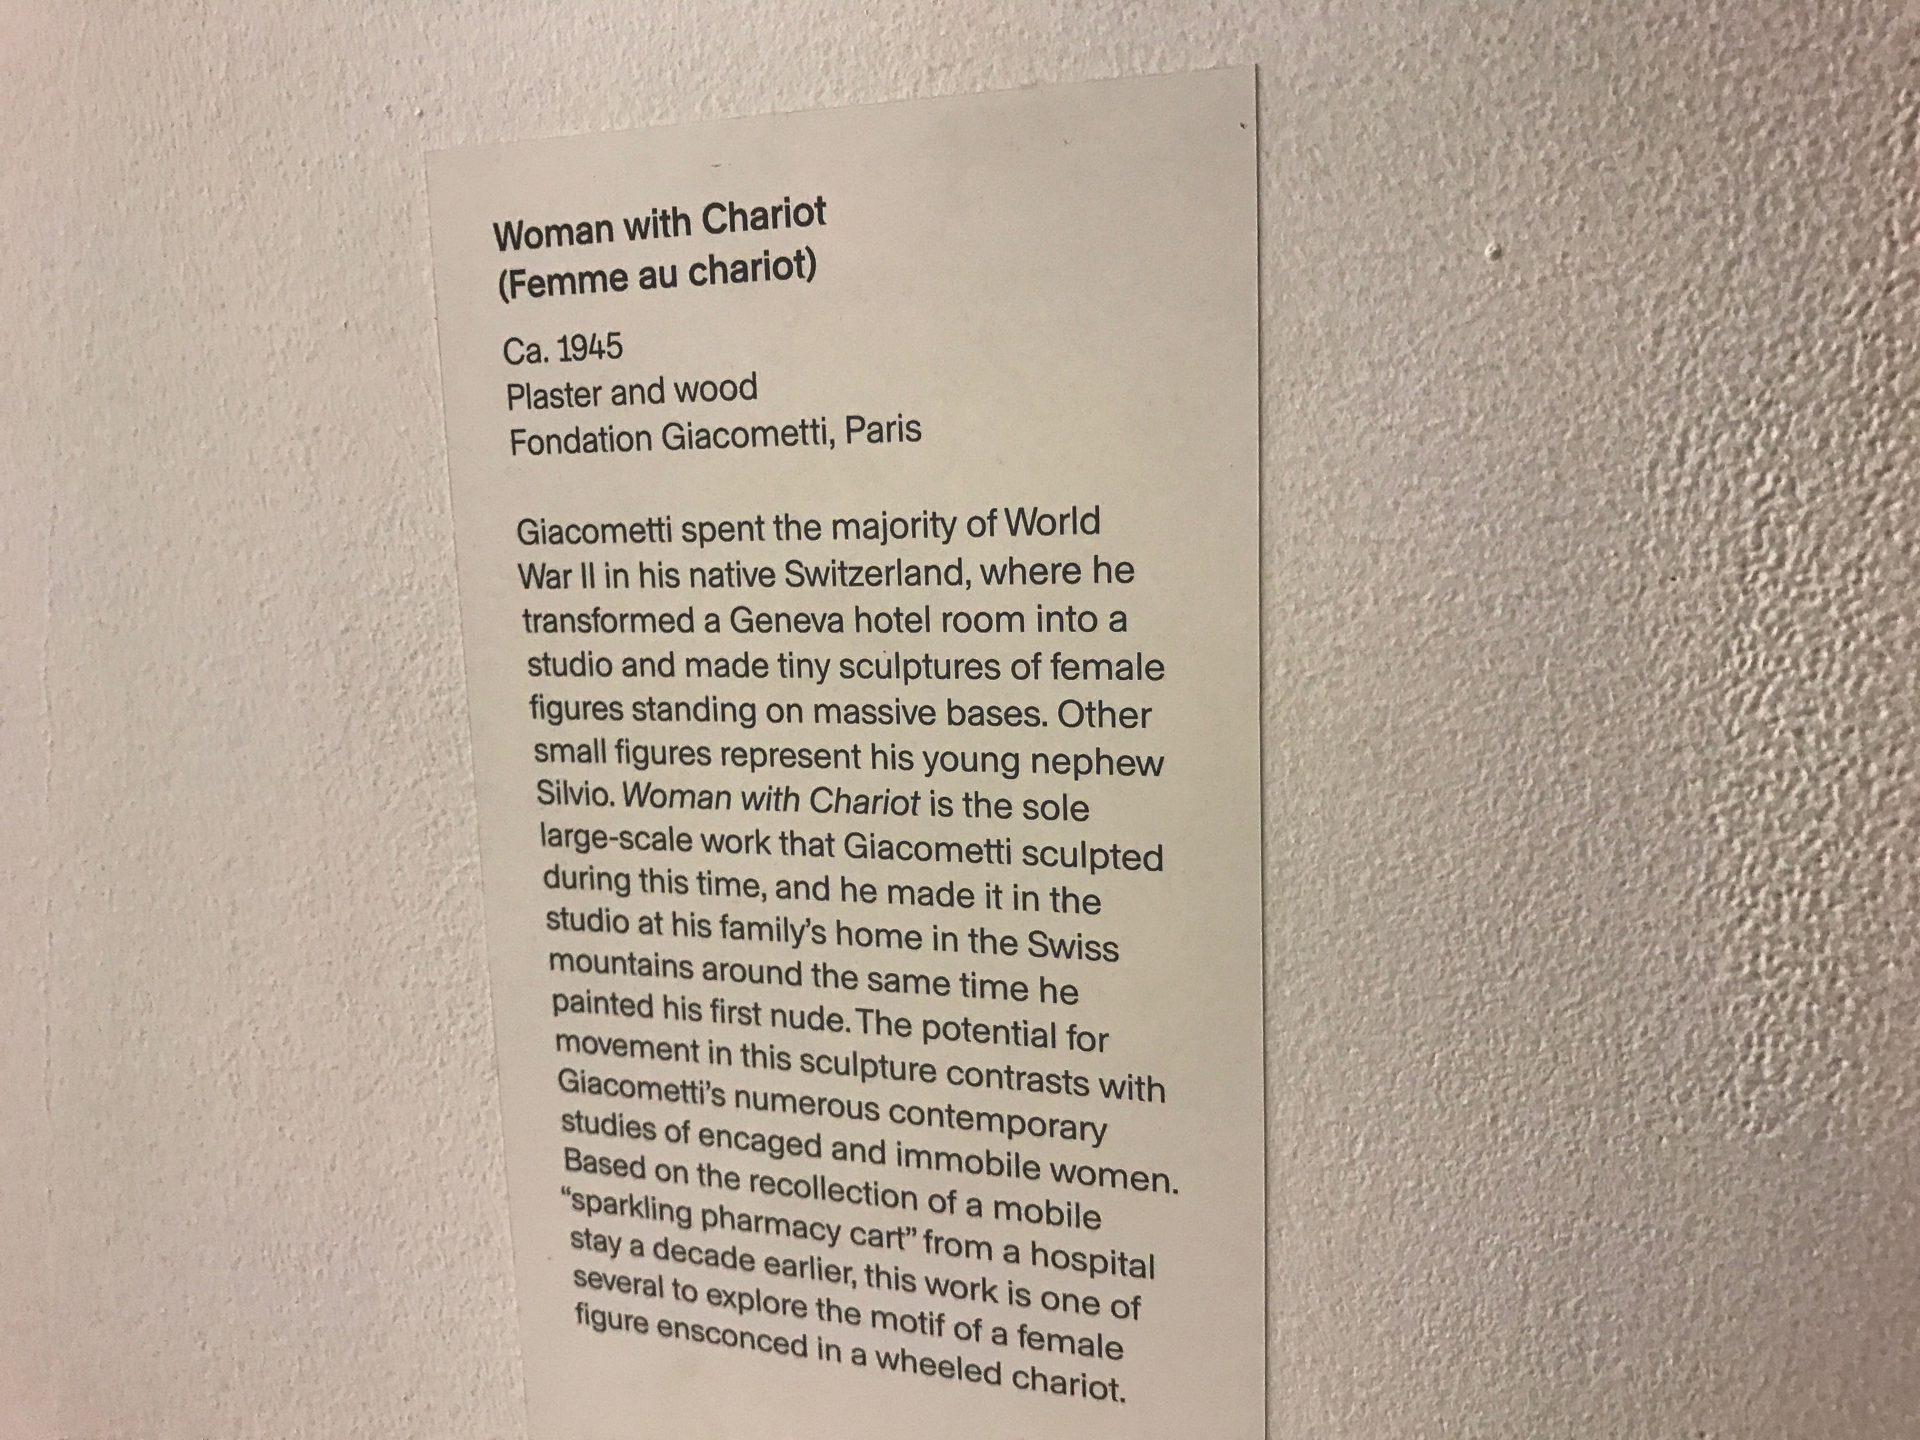 Woman with Chariot
(Femme au chariot)
Ca. 1945
Plaster and wood
Fondation Giacometti, Paris
Giacometti spent the majority of World
War II in his native Switzerland, where he
transformed a Geneva hotel room into a
studio and made tiny sculptures of female
figures standing on massive bases. Other
small figures represent his young nephew
Silvio. Woman with Chariot is the sole
large-scale work that Giacometti sculpted
during this time, and he made it in the
studio at his family’s home in the Swiss
mountains around the same time he
painted his first nude. The potential for
movement in this sculpture contrasts with
Giacometti’s numerous contemporary
studies of encaged and immobile women.
Based on the recollection of a mobile
“sparkling pharmacy cart” from a hospital
stay a decade earlier, this work is one of
several to explore the motif of a female
figure ensconced in a wheeled chariot.